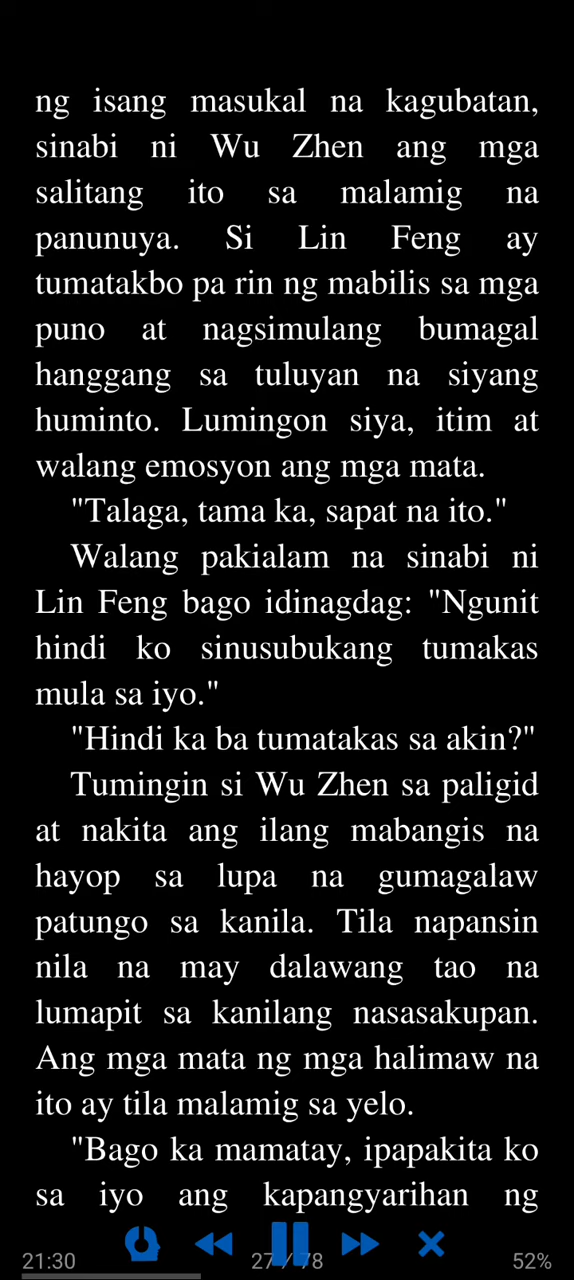 ng isang masukal na kagubatan,
sinabi ni Wu Zhen ang mga
salitang ito sa malamig na
panunuya. Si Lin Feng ay
tumatakbo pa rin ng mabilis sa mga
puno at nagsimulang bumagal
hanggang sa tuluyan na siyang
huminto. Lumingon siya, itim at
walang emosyon ang mga mata.
"Talaga, tama ka, sapat na ito."
Walang pakialam na sinabi ni
Lin Feng bago idinagdag: "Ngunit
hindi ko sinusubukang tumakas
mula sa iyo."
"Hindi ka ba tumatakas sa akin?"
Tumingin si Wu Zhen sa paligid
at nakita ang ilang mabangis na
hayop sa lupa na gumagalaw
patungo sa kanila. Tila napansin
nila na may dalawang tao na
lumapit sa kanilang nasasakupan.
Ang mga mata ng mga halimaw na
ito ay tila malamig sa yelo.
"Bago ka mamatay, ipapakita ko
sa iyo ang kapangyarihan ng
21:30 27 / 78 52%